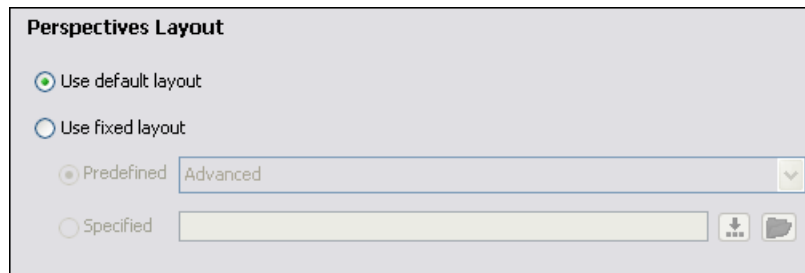 Perspectives Layout
Use default layout
Use fixed layout
Predefined Advanced
Specified